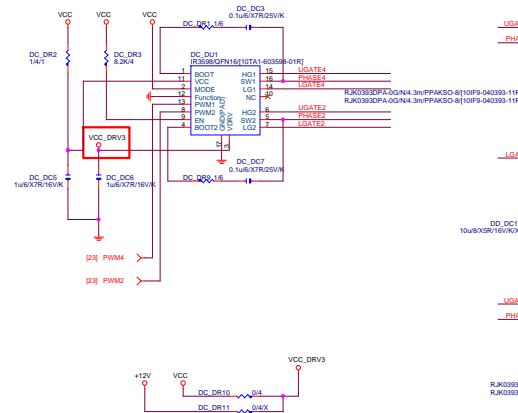 DC_DC3
0.1u/6/X7R/25V/K
UGA
VCC
VCC
VCC
DC_DR1 1/6
PHA
DC_DR2
1/4/1
DC_DR3
8.2K/4
DC_DU1
IR3598/QFN16/[10TA1-603598-01R]
1
BOOT
HG1
15
UGATE4
11
VCC
SW1
16
PHASE4
2
MODE
LG1
14
LGATE4
12
Function
NC
10
13
PWM1
8
PWM2
HG2
6
UGATE2
9
EN
SW2
5
PHASE2
4
BOOT2
LG2
7
LGATE2
GND(PAD)
VDRV
17
3
RJK0393DPA-0G/N/4.3m/PPAKSO-8/[10IF9-040393-11R
RJK0393DPA-0G/N/4.3m/PPAKSO-8/[10IF9-040393-11R
VCC_DRV3
LGA
DC_DC7
0.1u/6/X7R/25V/K
DC_DR9 1/6
DC_DC5
1u/6/X7R/16V/K
DC_DC6
1u/6/X7R/16V/K
DD_DC1
10u/8/X5R/16V/K/X
[23] PWM4
[23] PWM2
UGA
PHA
VCC_DRV3
+12V
VCC
DC_DR10
0/4
DC_DR11
0/4/X
RJK0393
RJK0393